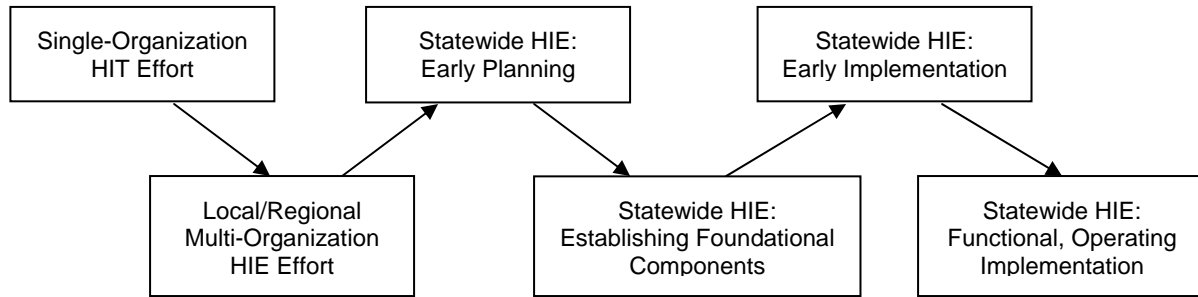 Single-Organization
HIT Effort
Local/Regional
Multi-Organization
HIE Effort
Statewide HIE:
Early Planning
Statewide HIE:
Establishing Foundational
Components
Statewide HIE:
Early Implementation
Statewide HIE:
Functional, Operating
Implementation